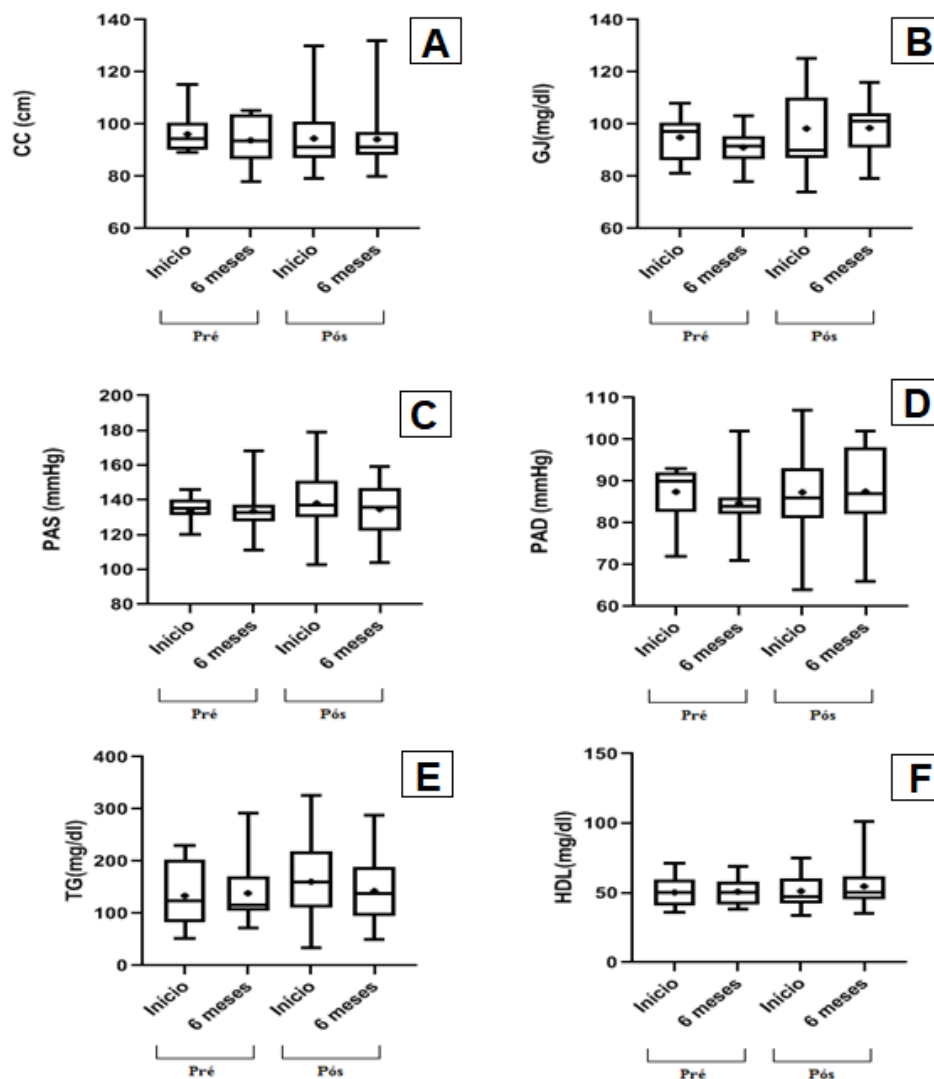 A
CC (cm)
140
120
100
80
60
Início
6 meses
Início
6 meses
Pré
Pós
B
GJ(mg/dl)
140
120
100
80
60
Início
6 meses
Início
6 meses
Pré
Pós
C
PAS (mmHg)
200
180
160
140
120
100
80
Início
6 meses
Início
6 meses
Pré
Pós
D
PAD (mmHg)
110
100
90
80
70
60
Início
6 meses
Início
6 meses
Pré
Pós
E
TG(mg/dl)
400
300
200
100
0
Início
6 meses
Início
6 meses
Pré
Pós
F
HDL(mg/dl)
150
100
50
0
Início
6 meses
Início
6 meses
Pré
Pós